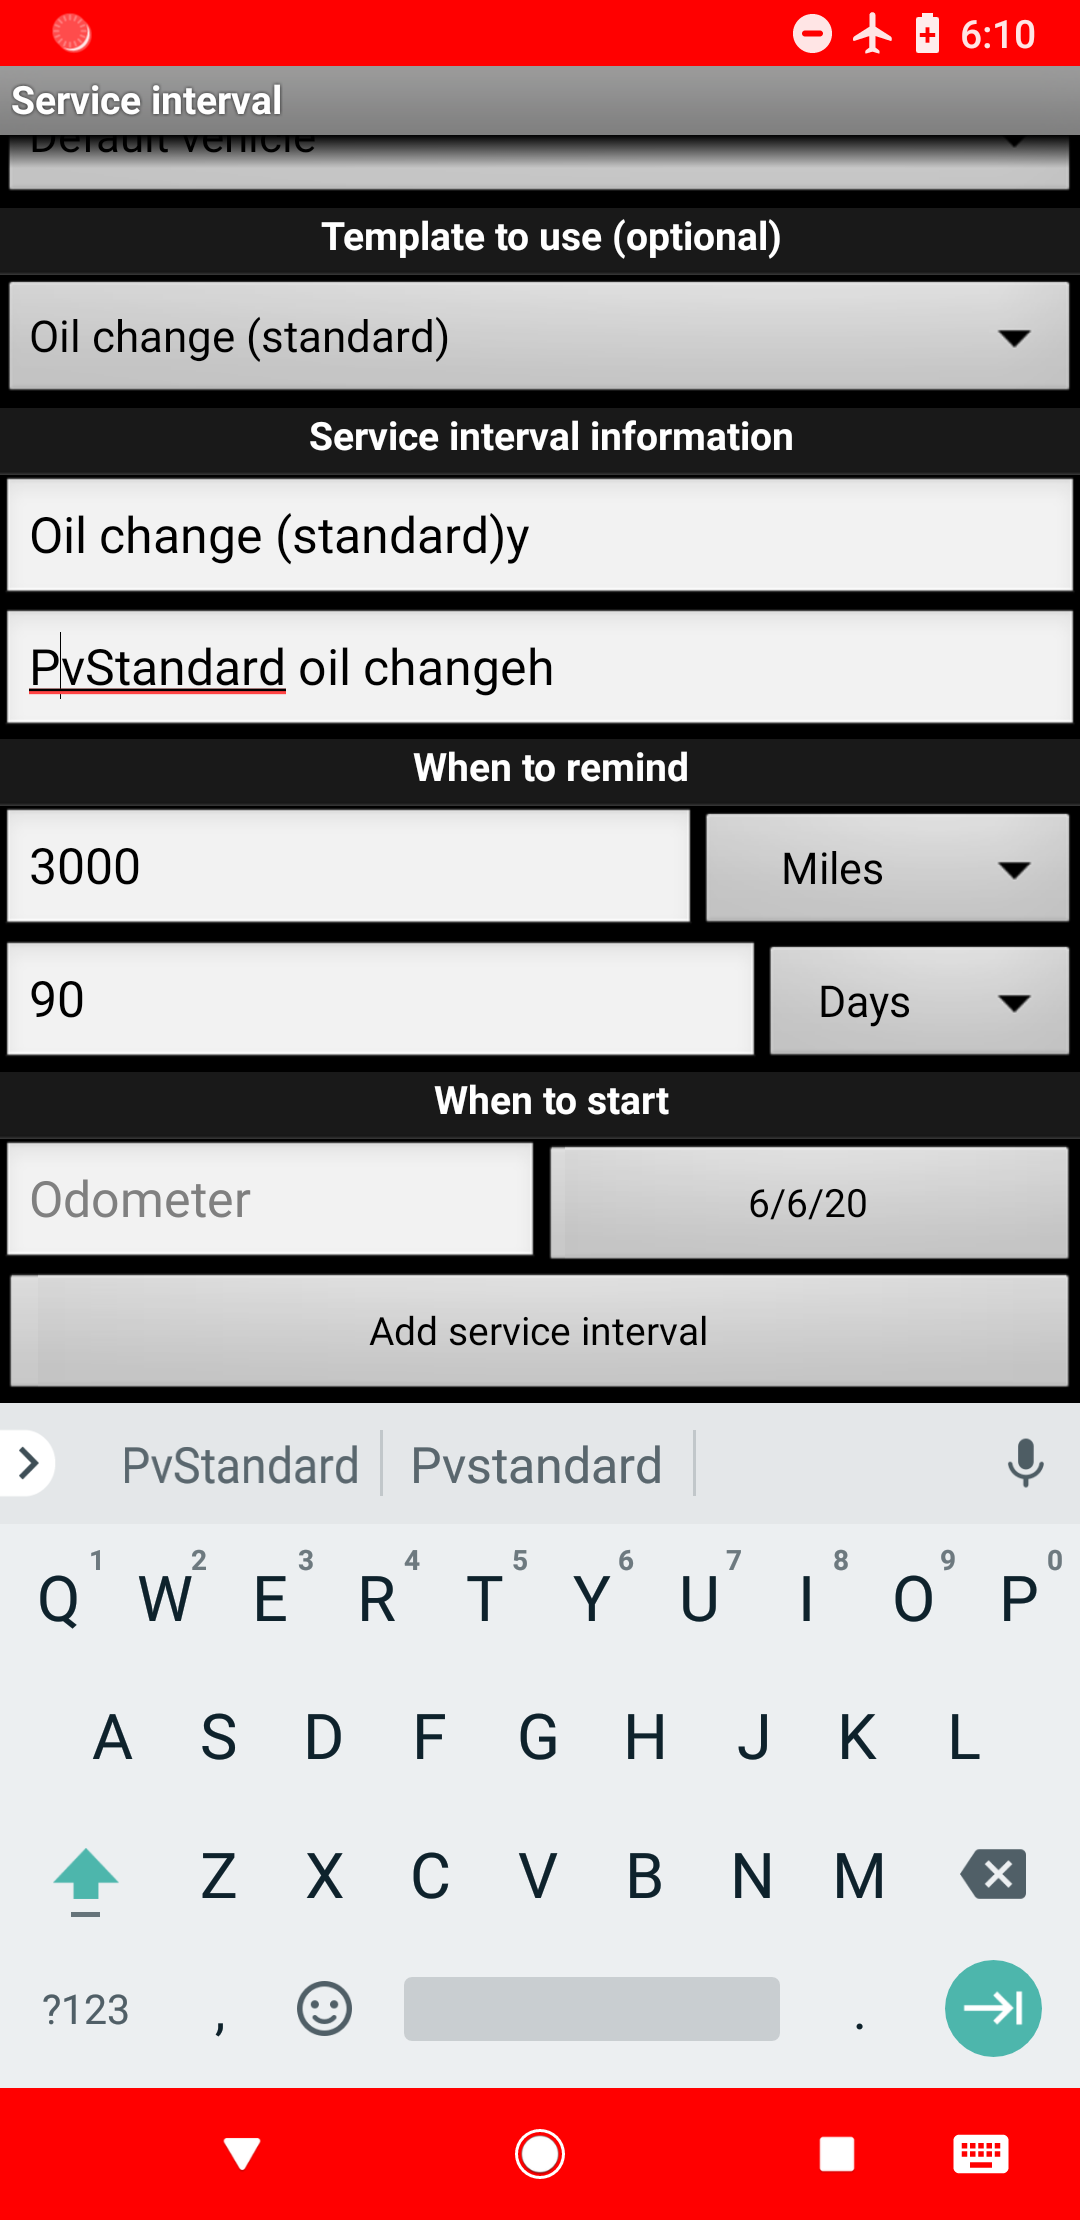 6:10
Service interval
Default vehicle
Template to use (optional)
Oil change (standard)
Service interval information
Oil change (standard)y
PvStandard oil changeh
When to remind
3000 Miles
90 Days
When to start
Odometer 6/6/20
Add service interval
PvStandard Pvstandard
1 2 3 4 5 6 7 8 9 0
Q W E R T Y U I O P
A S D F G H J K L
Z X C V B N M
?123 , .